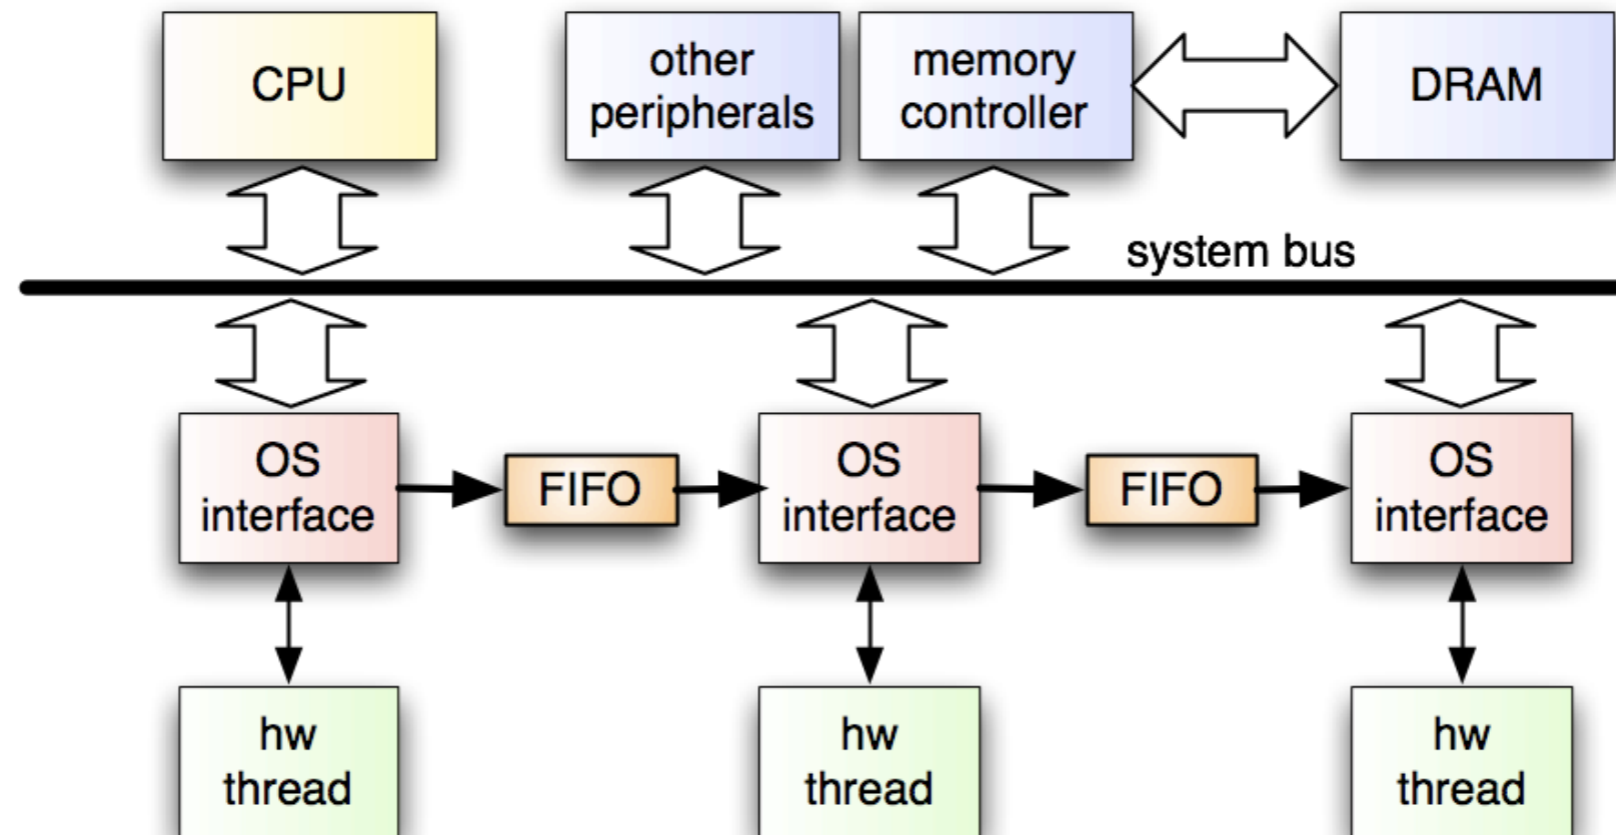 CPU
other
peripherals
memory
controller
DRAM
system bus
OS
interface
FIFO
OS
interface
FIFO
OS
interface
hw
thread
hw
thread
hw
thread